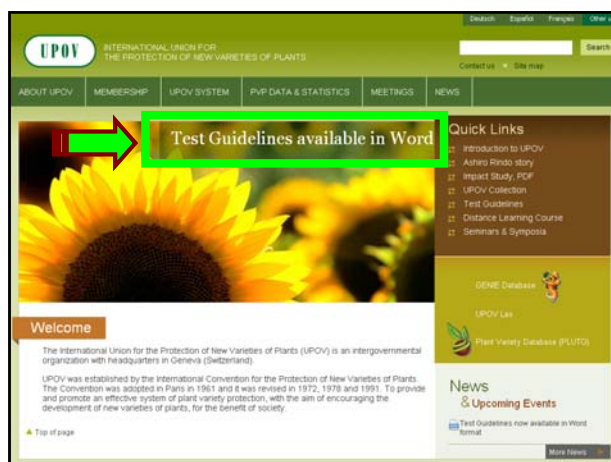 Deutsch Español Français Other
UPOV
INTERNATIONAL UNION FOR
THE PROTECTION OF NEW VARIETIES OF PLANTS
Search
Contact us Site map
ABOUT UPOV MEMBERSHIP UPOV SYSTEM PVP DATA & STATISTICS MEETINGS NEWS
Test Guidelines available in Word
Quick Links
Introduction to UPOV
Ashiro Rindo story
Impact Study, PDF
UPOV Collection
Test Guidelines
Distance Learning Course
Seminars & Symposia
GENIE Database
UPOV Lex
Plant Variety Database (PLUTO)
Welcome
The International Union for the Protection of New Varieties of Plants (UPOV) is an intergovernmental
organization with headquarters in Geneva (Switzerland).
UPOV was established by the International Convention for the Protection of New Varieties of Plants.
The Convention was adopted in Paris in 1961 and it was revised in 1972, 1978 and 1991. To provide
and promote an effective system of plant variety protection, with the aim of encouraging the
development of new varieties of plants, for the benefit of society.
Top of page
News
& Upcoming Events
Test Guidelines now available in Word
format
More News